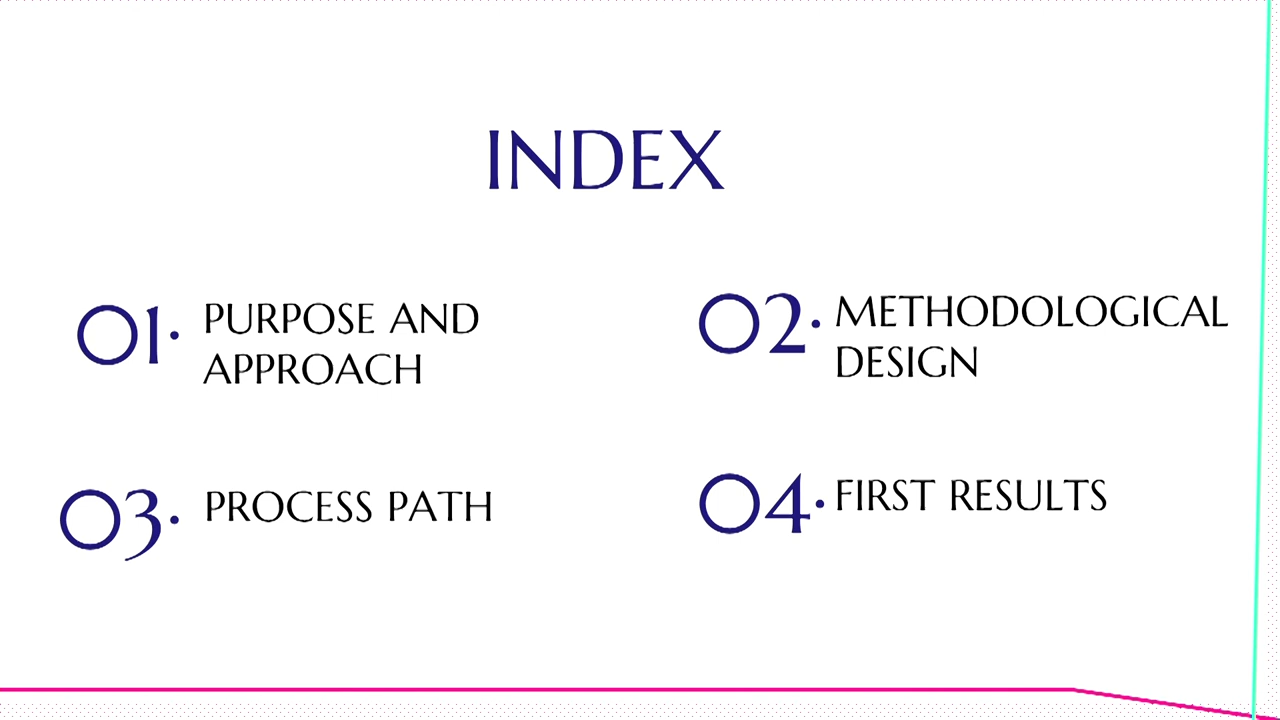 INDEX
01. PURPOSE AND
APPROACH
02. METHODOLOGICAL
DESIGN
03. PROCESS PATH
04. FIRST RESULTS